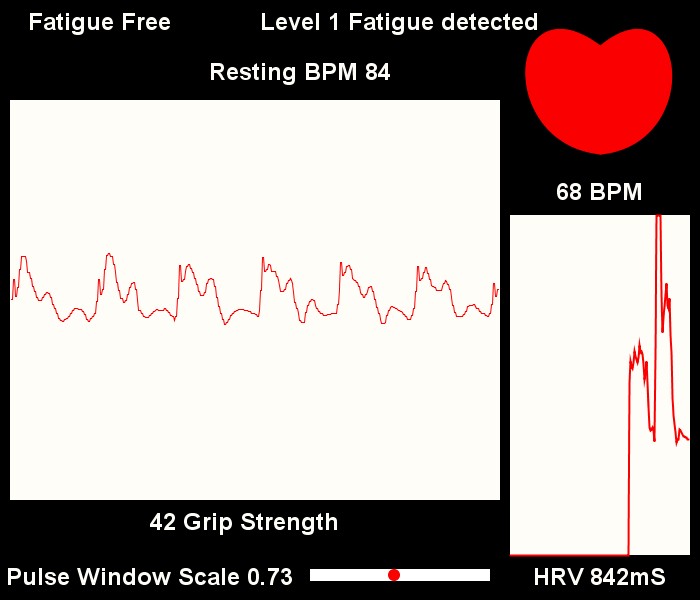 Fatigue Free
Level 1 Fatigue detected
Resting BPM 84
68 BPM
42 Grip Strength
Pulse Window Scale 0.73
HRV 842mS